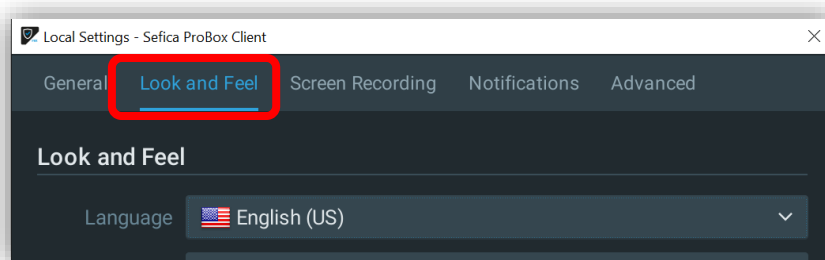 Local Settings - Sefica ProBox Client
General Look and Feel Screen Recording Notifications Advanced
Look and Feel
Language English (US)